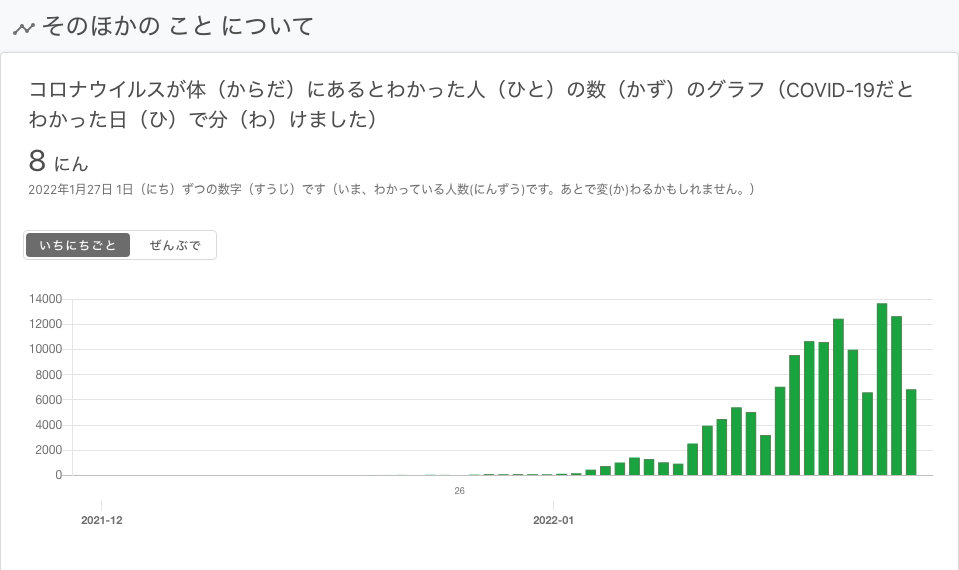 そのほかの こと について
コロナウイルスが体（からだ）にあるとわかった人（ひと）の数（かず）のグラフ（COVID-19だと
わかった日（ひ）で分（わ）けました）
8 にん
2022年1月27日 1日（にち）ずつの数字（すうじ）です（いま、わかっている人数(にんずう)です。あとで変(か)わるかもしれません。）
いちにちごと ぜんぶで
14000
12000
10000
8000
6000
4000
2000
0
26
2021-12 2022-01